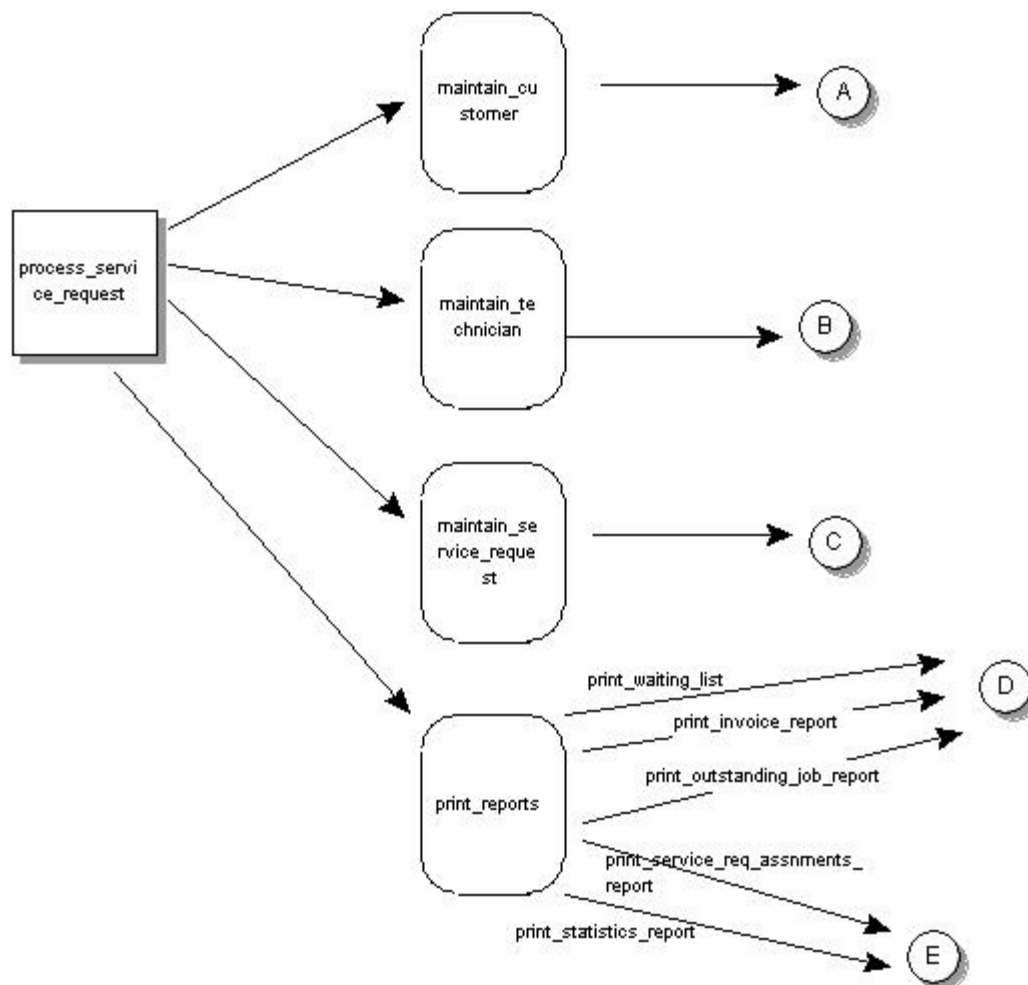 maintain_cu
stomer
A
process_servi
ce_request
maintain_te
chnician
B
maintain_se
rvice_reque
st
C
print_waiting_list
D
print_invoice_report
print_outstanding_job_report
print_reports
print_service_req_assnments_
report
print_statistics_report
E